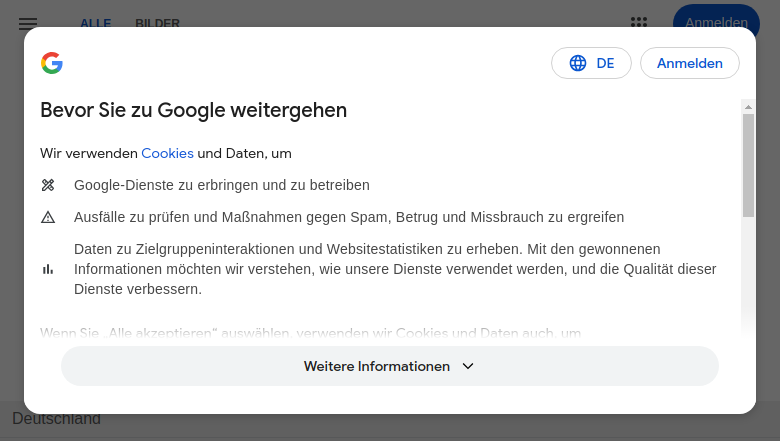 ALLE BILDER Anmelden
DE Anmelden
Bevor Sie zu Google weitergehen
Wir verwenden Cookies und Daten, um
Google-Dienste zu erbringen und zu betreiben
Ausfälle zu prüfen und Maßnahmen gegen Spam, Betrug und Missbrauch zu ergreifen
Daten zu Zielgruppeninteraktionen und Websitestatistiken zu erheben. Mit den gewonnenen
Informationen möchten wir verstehen, wie unsere Dienste verwendet werden, und die Qualität dieser
Dienste verbessern.
Wenn Sie „Alle akzeptieren“ auswählen, verwenden wir Cookies und Daten auch, um
Weitere Informationen
Deutschland